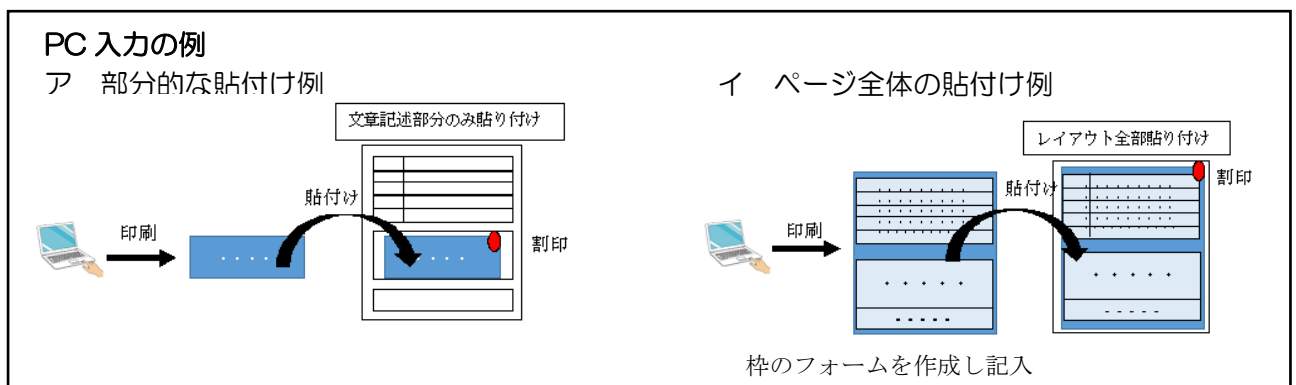 PC 入力の例
ア　部分的な貼付け例
文章記述部分のみ貼り付け
貼付け
印刷
割印
イ　ページ全体の貼付け例
レイアウト全部貼り付け
貼付け
割印
印刷
枠のフォームを作成し記入